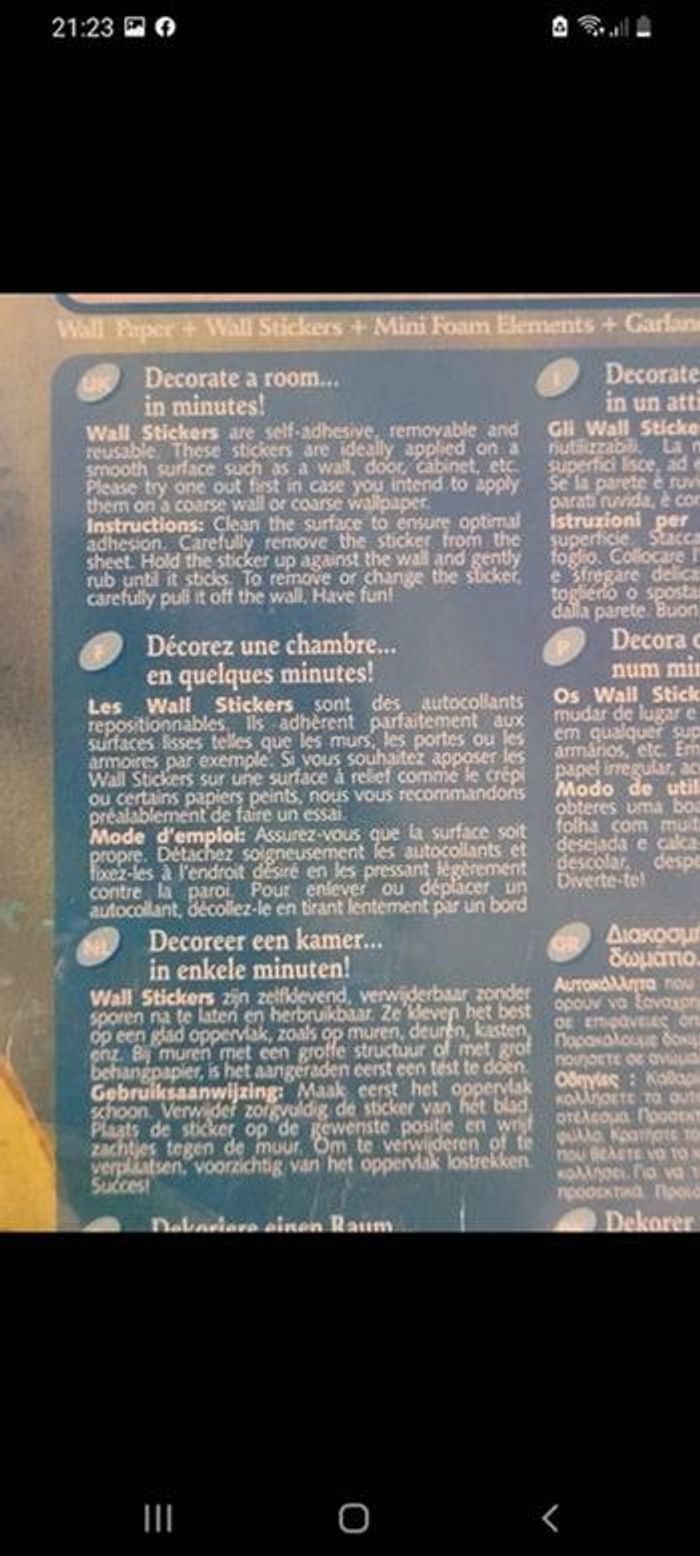 21:23
Wall Paper + Wall Stickers + Mini Foam Elements + Garlan
UK
Decorate a room...
in minutes!
Wall Stickers are self-adhesive, removable and
reusable. These stickers are ideally applied on a
smooth surface such as a wall, door, cabinet, etc.
Please try one out first in case you intend to apply
them on a coarse wall or coarse wallpaper.
Instructions: Clean the surface to ensure optimal
adhesion. Carefully remove the sticker from the
sheet. Hold the sticker up against the wall and gently
rub until it sticks. To remove or change the sticker,
carefully pull it off the wall. Have fun!
F
Décorez une chambre...
en quelques minutes!
Les Wall Stickers sont des autocollants
repositionnables. Ils adhèrent parfaitement aux
surfaces lisses telles que les murs, les portes ou les
armoires par exemple. Si vous souhaitez apposer les
Wall Stickers sur une surface à relief comme le crépi
ou certains papiers peints, nous vous recommandons
préalablement de faire un essai.
Mode d'emploi: Assurez-vous que la surface soit
propre. Détachez soigneusement les autocollants et
fixez-les à l'endroit désiré en les pressant légèrement
contre la paroi. Pour enlever ou déplacer un
autocollant, décollez-le en tirant lentement par un bord
NL
Decoreer een kamer...
in enkele minuten!
Wall Stickers zijn zelfklevend, verwijderbaar zonder
sporen na te laten en herbruikbaar. Ze kleven het best
op een glad oppervlak, zoals op muren, deuren, kasten,
enz. Bij muren met een groffe structuur of met grof
behangpapier, is het aangeraden eerst een test te doen.
Gebruiksaanwijzing: Maak eerst het oppervlak
schoon. Verwijder zorgvuldig de sticker van het blad.
Plaats de sticker op de gewenste positie en wrijf
zachtjes tegen de muur. Om te verwijderen of te
verplaatsen, voorzichtig van het oppervlak lostrekken.
Succes!
Dekoriere einen Raum
I
Decorate
in un atti
Gli Wall Sticke
riutilizzabili. La
superfici lisce, ad
Se la parete è ruv
parati ruvida, è co
Istruzioni per
superficie. Stacca
foglio. Collocare
e sfregare delica
toglierlo o sposta
dalla parete. Buon
P
Decora
num mi
Os Wall Stick
mudar de lugar e
em qualquer sup
armários, etc. Em
papel irregular, ac
Modo de util
obteres uma bo
folha com mu
desejada e calca
descolar, desp
Diverte-te!
GR
Διακοσμή
δωμάτιο.
Αυτοκόλλητα που
Οδηγίες :
Dekorer